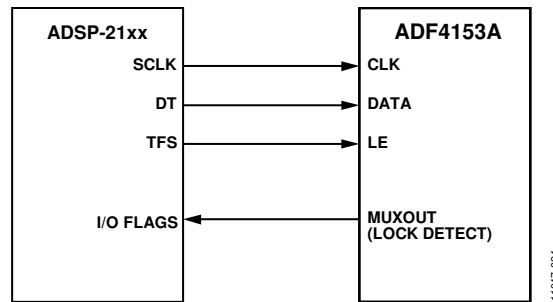 ADSP-21xx
ADF4153A
SCLK
CLK
DT
DATA
TFS
LE
I/O FLAGS
MUXOUT
(LOCK DETECT)